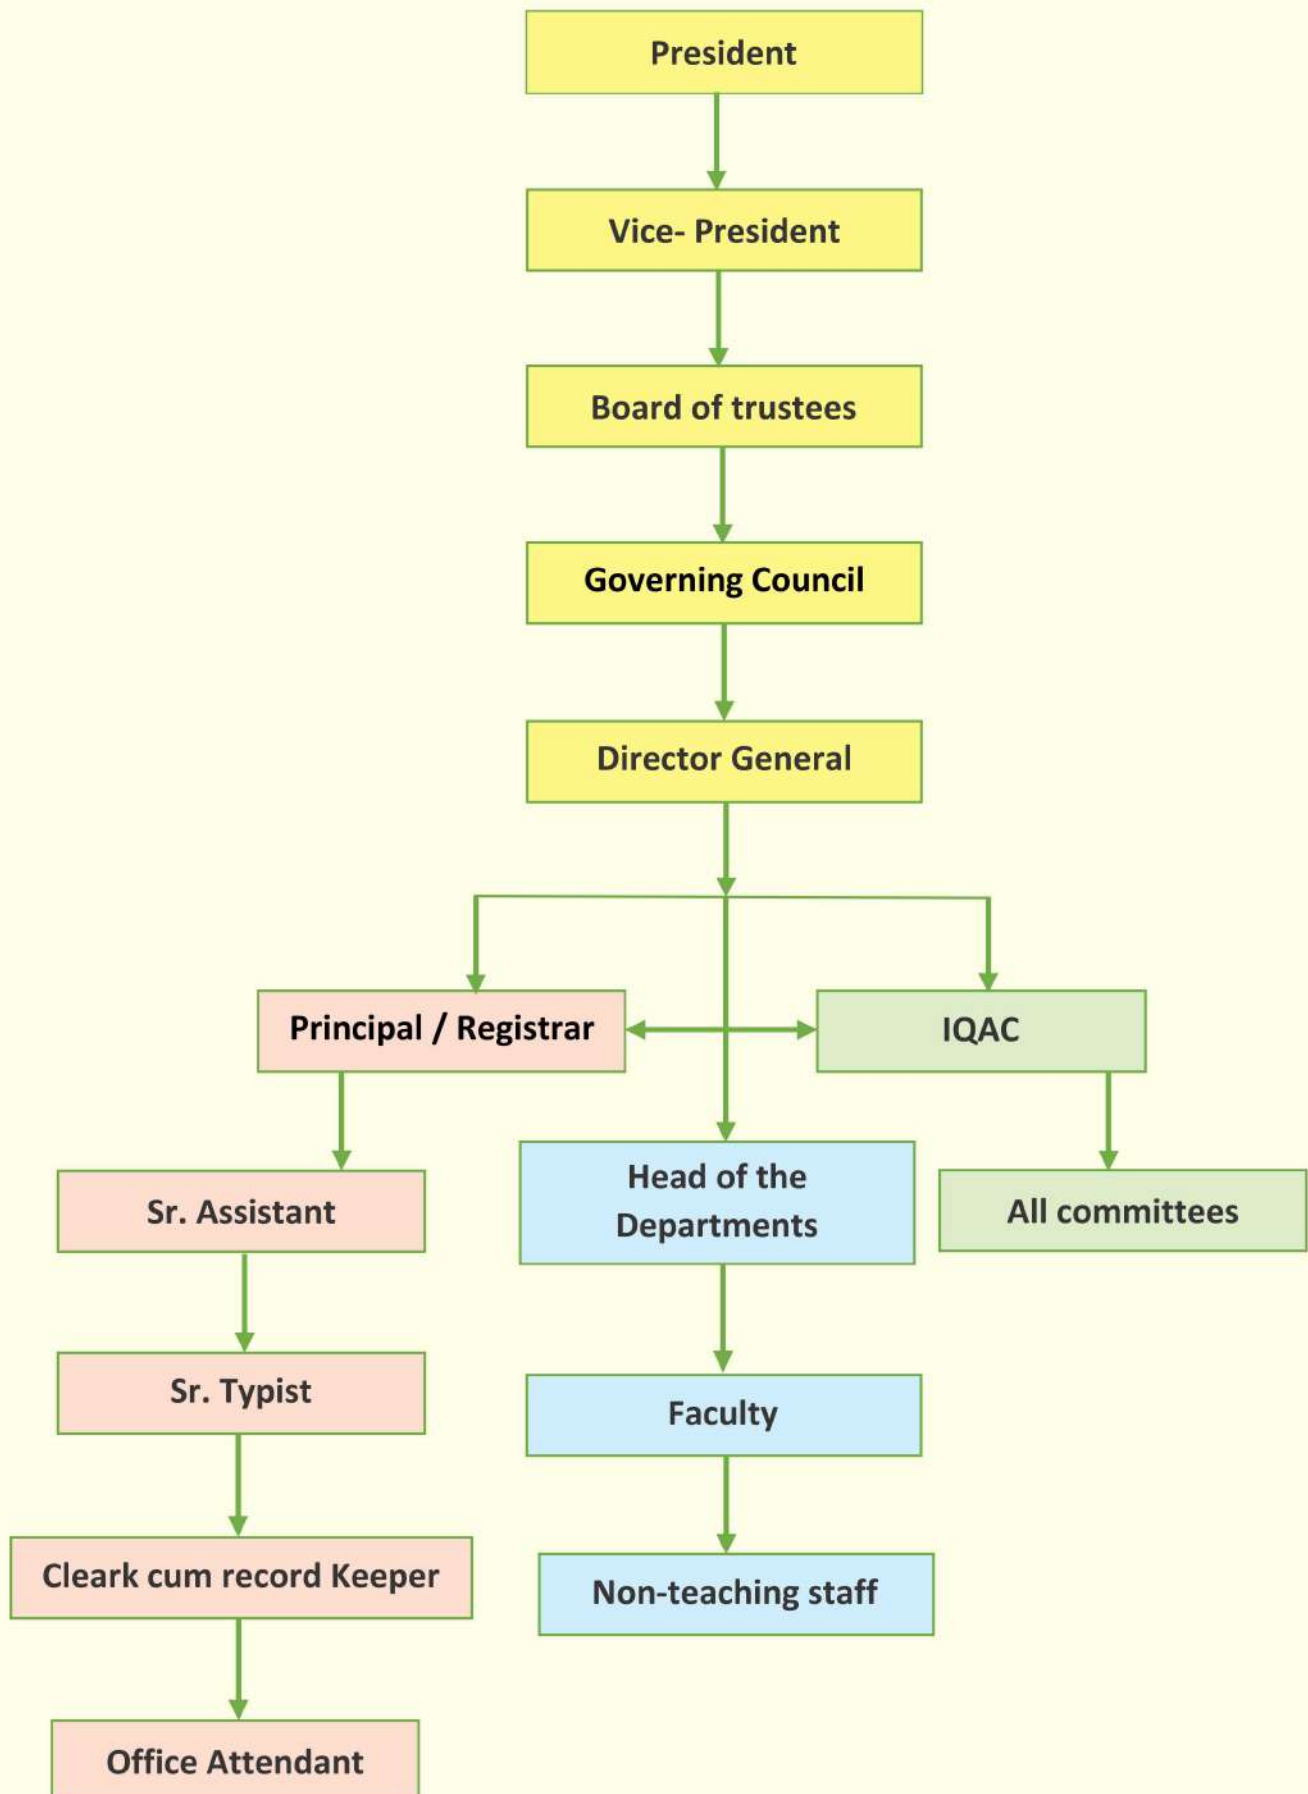 President
Vice- President
Board of trustees
Governing Council
Director General
Principal / Registrar
IQAC
Head of the
Departments
Sr. Assistant
All committees
Sr. Typist
Faculty
Cleark cum record Keeper
Non-teaching staff
Office Attendant